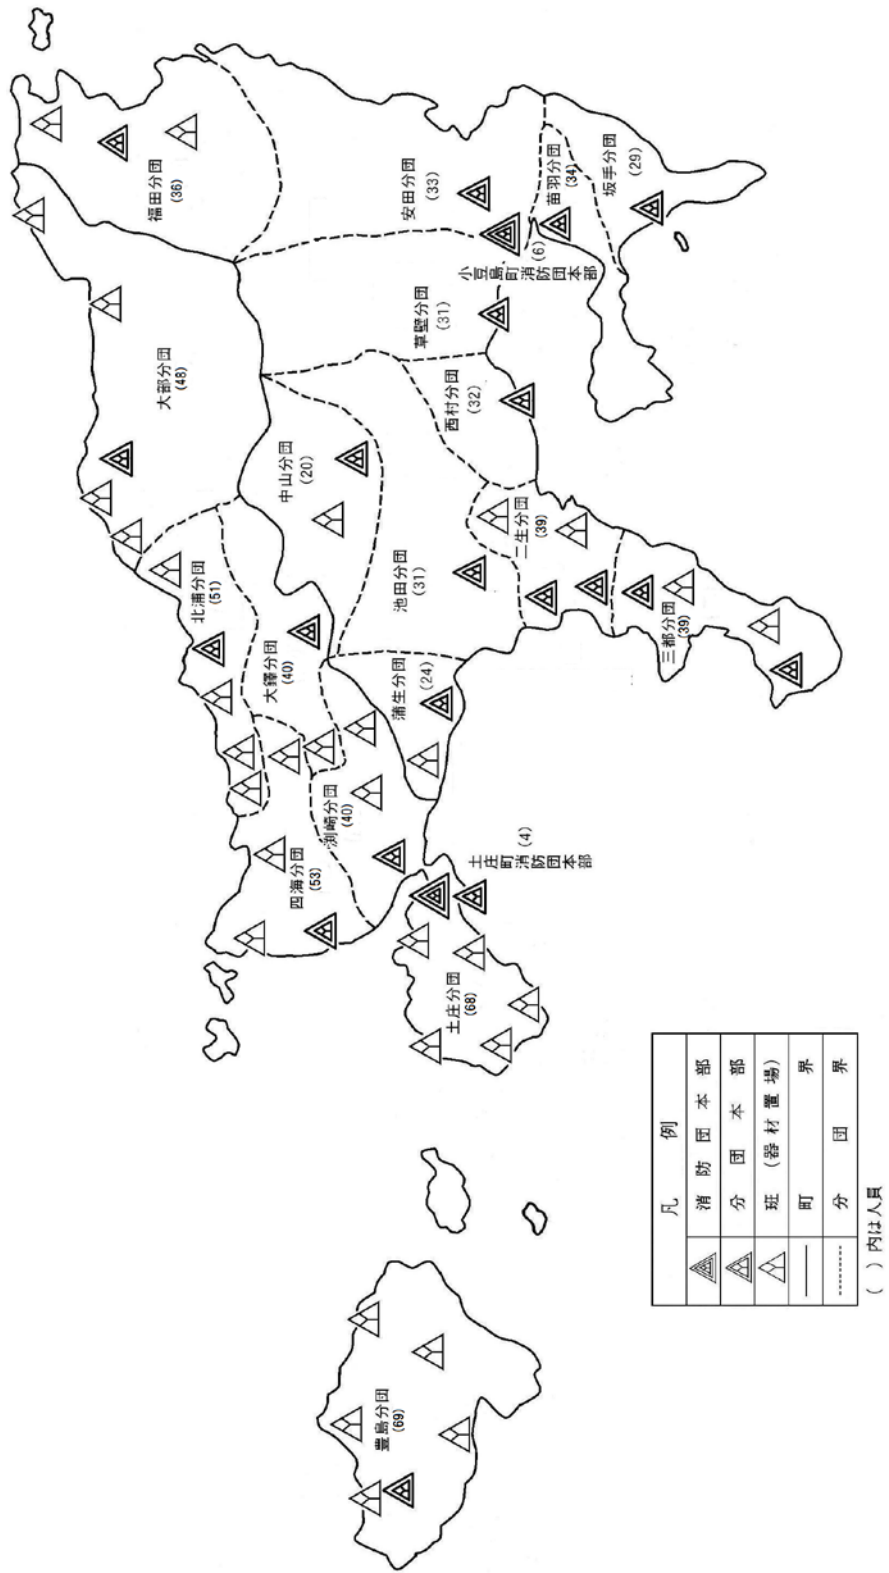 福田分団
(36)
大部分団
(48)
安田分団
(33)
苗羽分団
(34)
坂手分団
(29)
(6)
小豆島町消防団本部
草壁分団
(31)
西村分団
(32)
中山分団
(20)
池田分団
(31)
二生分団
(39)
三都分団
(39)
北浦分団
(51)
大鐸分団
(40)
蒲生分団
(24)
渕崎分団
(40)
四海分団
(53)
(4)
土庄町消防団本部
土庄分団
(68)
豊島分団
(69)
凡例
消防団本部
分団本部
班(器材置場)
町界
分団界
( )内は人員